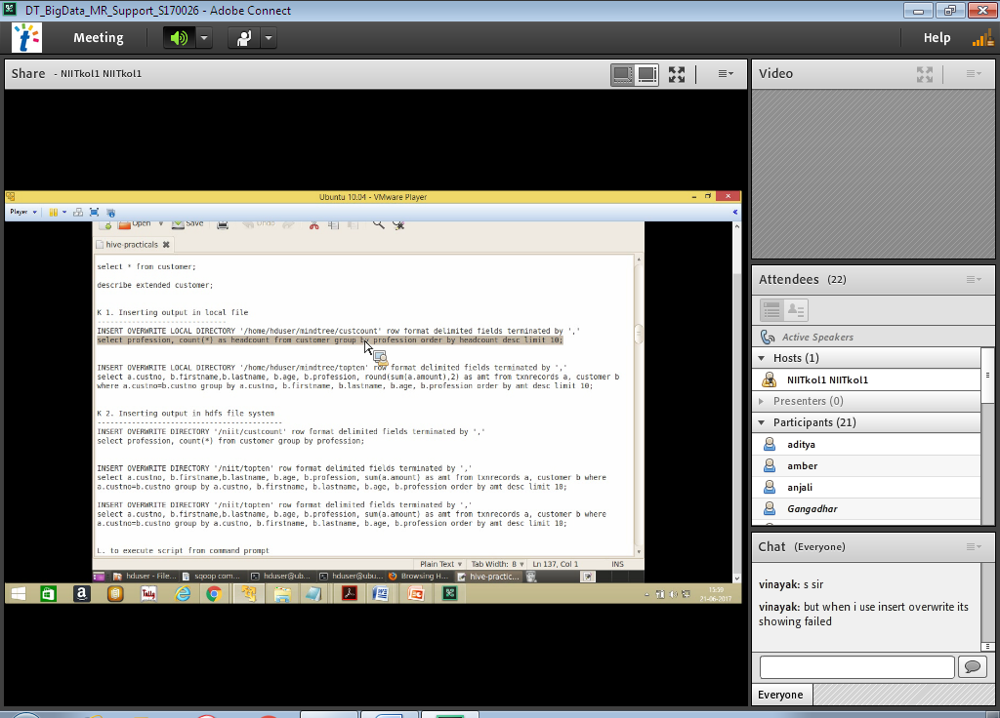 DT_BigData_MR_Support_S170026 - Adobe Connect
Meeting
Help
Share - NIITkol1 NIITkol1
Video
Ubuntu 10.04 - VMware Player
Player
Open
Save
Undo
hive-practicals
select * from customer;
describe extended customer;
K 1. Inserting output in local file
-------------------------------
INSERT OVERWRITE LOCAL DIRECTORY '/home/hduser/mindtree/custcount' row format delimited fields terminated by ','
select profession, count(*) as headcount from customer group by profession order by headcount desc limit 10;
INSERT OVERWRITE LOCAL DIRECTORY '/home/hduser/mindtree/topten' row format delimited fields terminated by ','
select a.custno, b.firstname,b.lastname, b.age, b.profession, round(sum(a.amount),2) as amt from txnrecords a, customer b
where a.custno=b.custno group by a.custno, b.firstname, b.lastname, b.age, b.profession order by amt desc limit 10;
K 2. Inserting output in hdfs file system
--------------------------------------------
INSERT OVERWRITE DIRECTORY '/niit/custcount' row format delimited fields terminated by ','
select profession, count(*) from customer group by profession;
INSERT OVERWRITE DIRECTORY '/niit/topten' row format delimited fields terminated by ','
select a.custno, b.firstname,b.lastname, b.age, b.profession, sum(a.amount) as amt from txnrecords a, customer b where
a.custno=b.custno group by a.custno, b.firstname, b.lastname, b.age, b.profession order by amt desc limit 10;
INSERT OVERWRITE DIRECTORY '/niit/topten' row format delimited fields terminated by ','
select a.custno, b.firstname,b.lastname, b.age, b.profession, sum(a.amount) as amt from txnrecords a, customer b where
a.custno=b.custno group by a.custno, b.firstname, b.lastname, b.age, b.profession order by amt desc limit 10;
L. to execute script from command prompt
Plain Text Tab Width: 8 Ln 137, Col 1 INS
hduser - File... sqoop com... hduser@ub... hduser@ubu... Browsing H... hive-practic...
Tally
15:59
21-06-2017
Attendees (22)
Active Speakers
Hosts (1)
NIITkol1 NIITkol1
Presenters (0)
Participants (21)
aditya
amber
anjali
Gangadhar
Chat (Everyone)
vinayak: s sir
vinayak: but when i use insert overwrite its
showing failed
Everyone